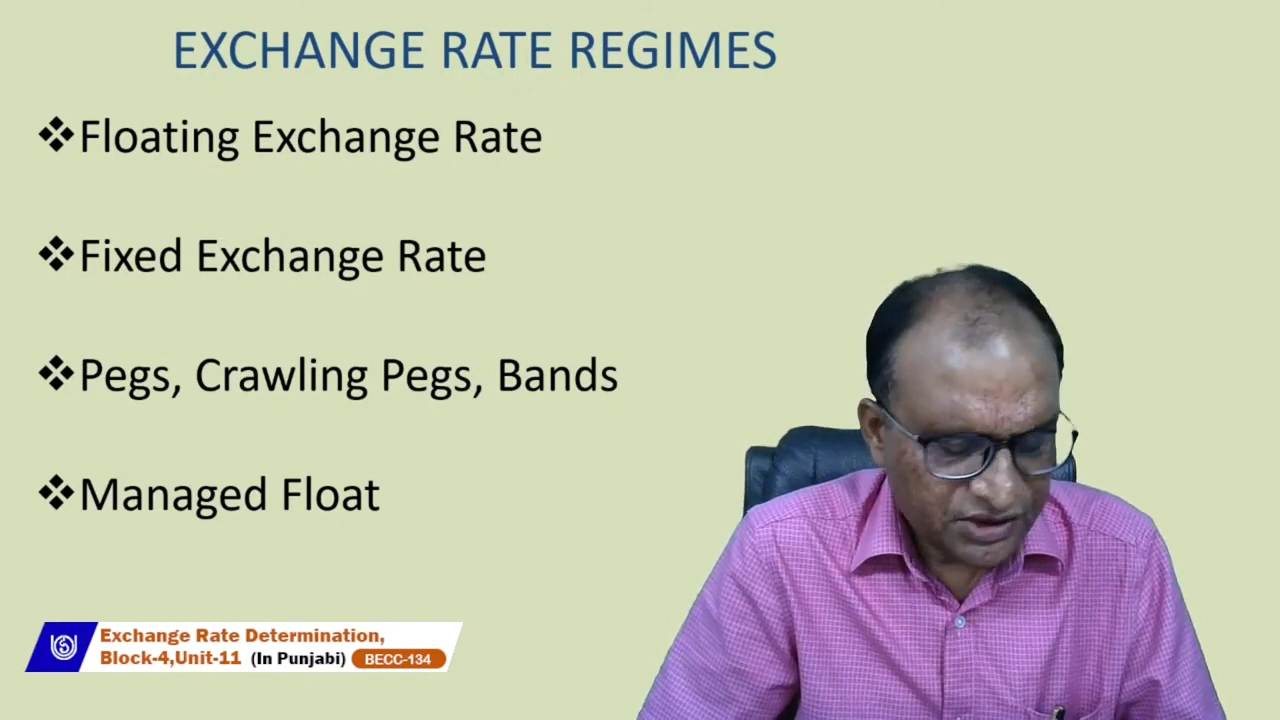 EXCHANGE RATE REGIMES
❖Floating Exchange Rate
❖Fixed Exchange Rate
❖Pegs, Crawling Pegs, Bands
❖Managed Float
Exchange Rate Determination,
Block-4,Unit-11 (In Punjabi) BECC-134